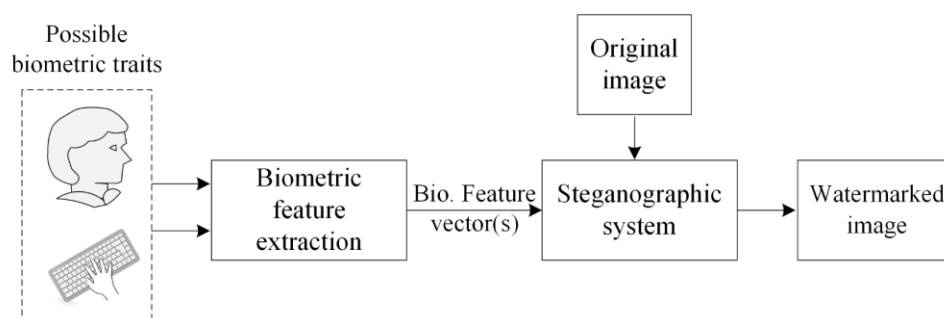 Possible
biometric traits
Original
image
Biometric
feature
extraction
Bio. Feature
vector(s)
Steganographic
system
Watermarked
image